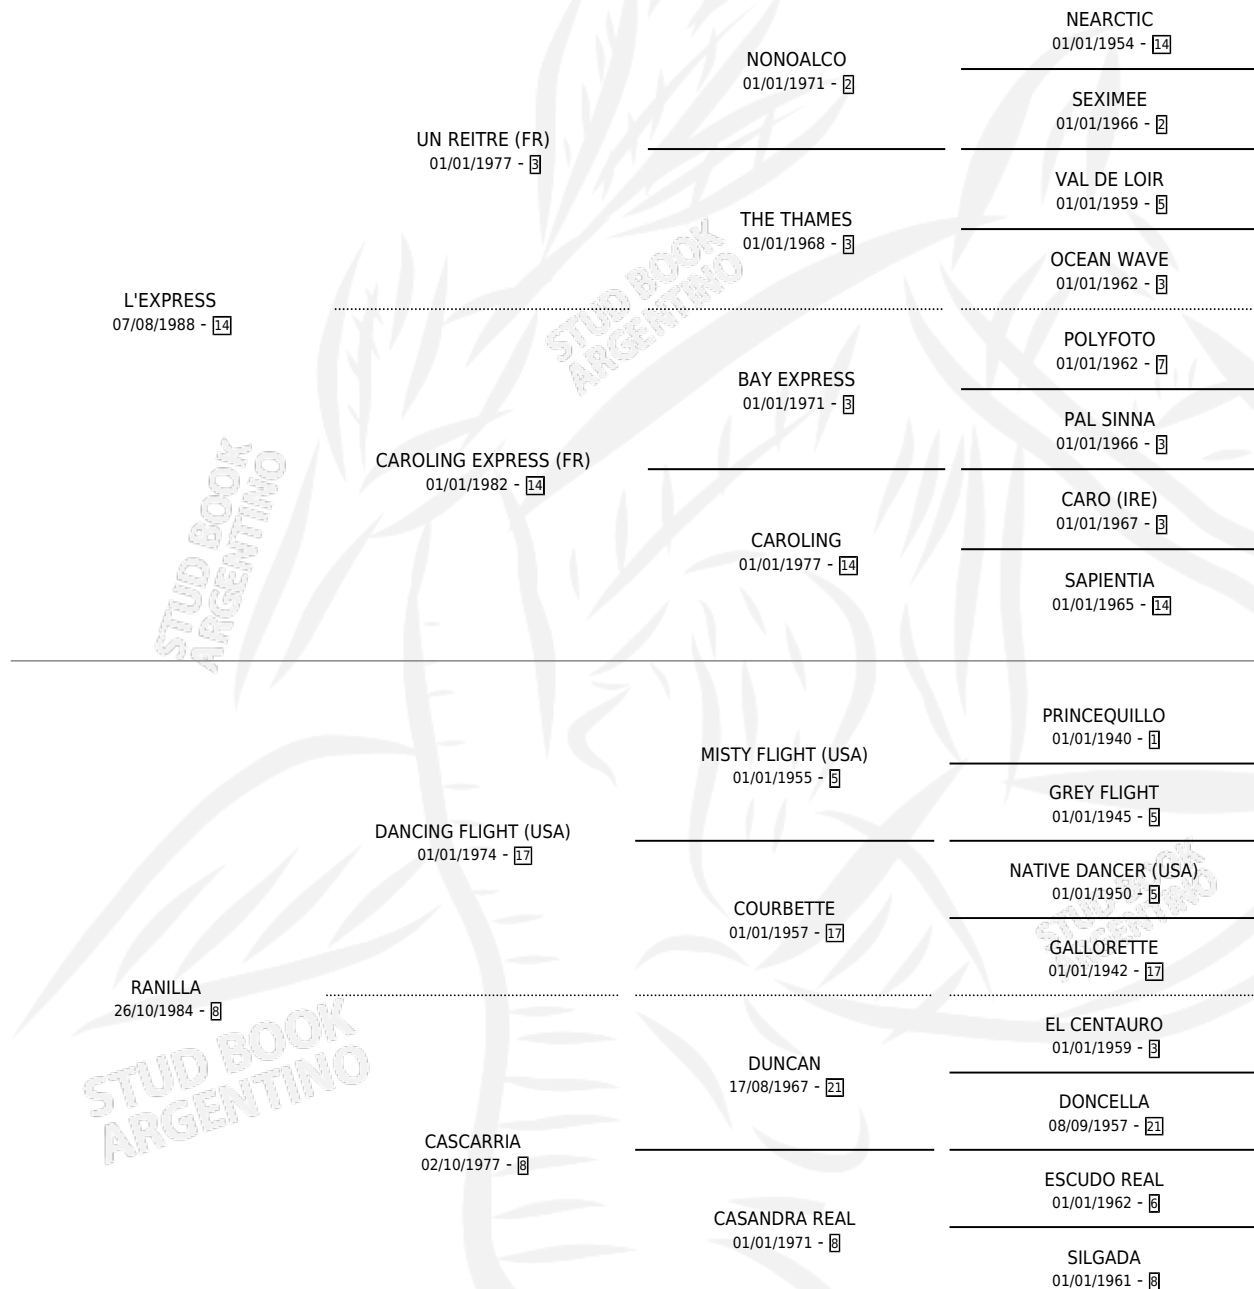 NEARCTIC
01/01/1954 - 14
NONOALCO
01/01/1971 - 2
SEXIMEE
01/01/1966 - 2
UN REITRE (FR)
01/01/1977 - 3
VAL DE LOIR
01/01/1959 - 5
THE THAMES
01/01/1968 - 3
OCEAN WAVE
01/01/1962 - 3
L'EXPRESS
07/08/1988 - 14
POLYFOTO
01/01/1962 - 7
BAY EXPRESS
01/01/1971 - 3
PAL SINNA
01/01/1966 - 3
CAROLING EXPRESS (FR)
01/01/1982 - 14
CARO (IRE)
01/01/1967 - 3
CAROLING
01/01/1977 - 14
SAPIENTIA
01/01/1965 - 14
PRINCEQUILLO
01/01/1940 - 1
MISTY FLIGHT (USA)
01/01/1955 - 5
GREY FLIGHT
01/01/1945 - 5
DANCING FLIGHT (USA)
01/01/1974 - 17
NATIVE DANCER (USA)
01/01/1950 - 5
COURBETTE
01/01/1957 - 17
GALLORETTE
01/01/1942 - 17
RANILLA
26/10/1984 - 8
EL CENTAURO
01/01/1959 - 3
DUNCAN
17/08/1967 - 21
DONCELLA
08/09/1957 - 21
CASCARRIA
02/10/1977 - 8
ESCUDO REAL
01/01/1962 - 6
CASANDRA REAL
01/01/1971 - 8
SILGADA
01/01/1961 - 8
STUD BOOK
ARGENTINO
STUD BOOK
ARGENTINO
STUD BOOK
ARGENTINO
STUD BOOK
ARGENTINO